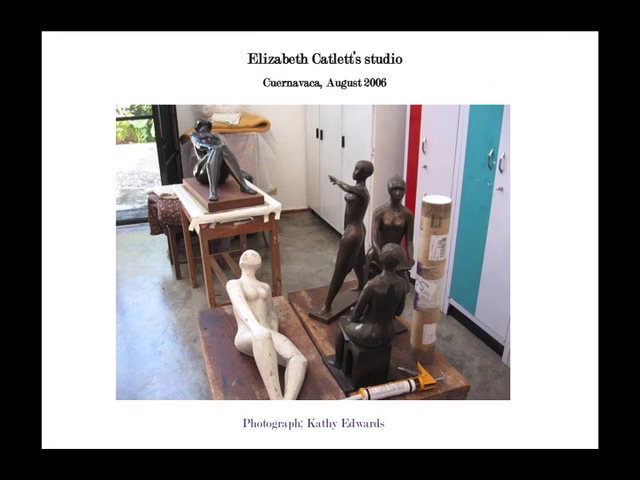 Elizabeth Catlett's studio
Cuernavaca, August 2006
Photograph: Kathy Edwards